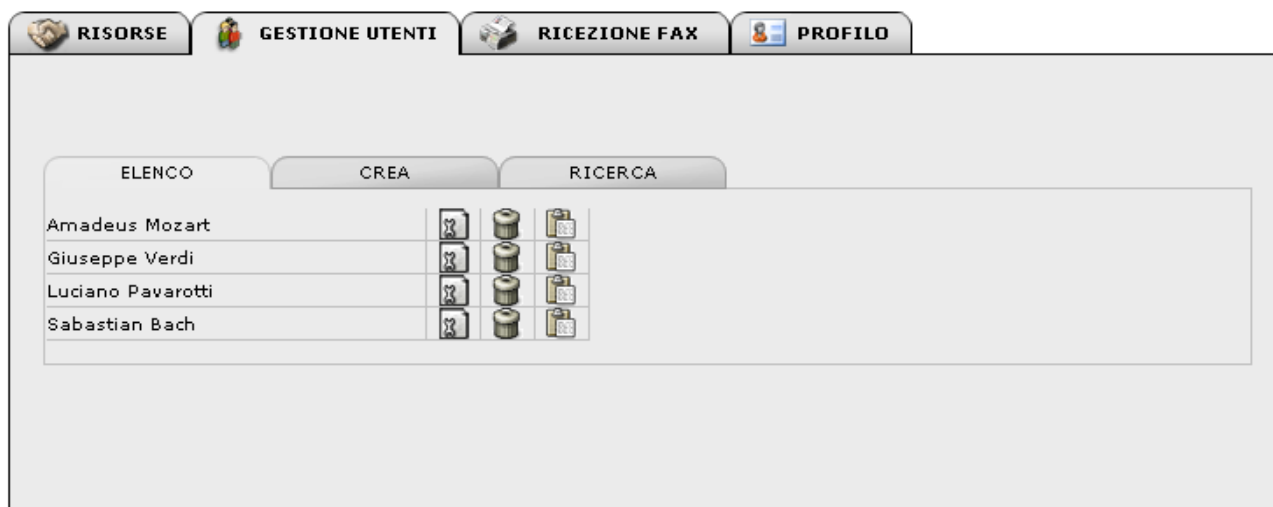 RISORSE GESTIONE UTENTI RICEZIONE FAX PROFILO
ELENCO CREA RICERCA
Amadeus Mozart
Giuseppe Verdi
Luciano Pavarotti
Sabastian Bach